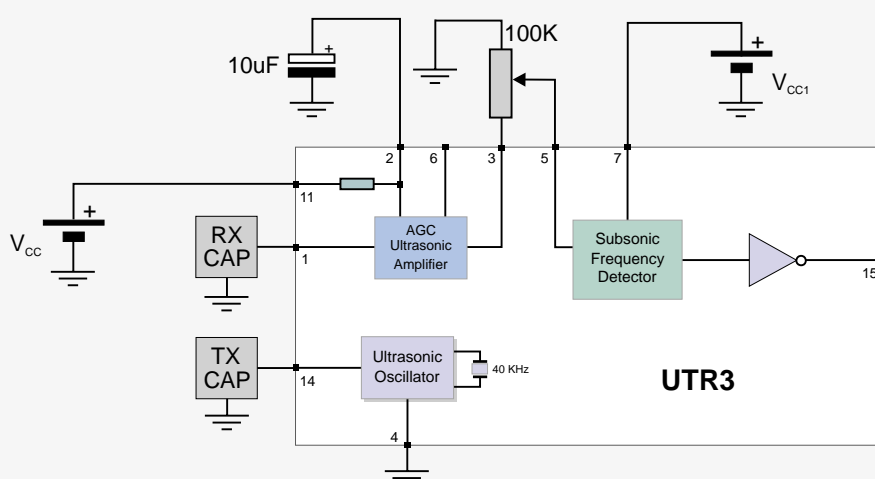 100K
+
10uF
+
V CC1
2
6
3
5
7
11
+
V CC
RX
CAP
1
AGC
Ultrasonic
Amplifier
Subsonic
Frequency
Detector
15
TX
CAP
14
Ultrasonic
Oscillator
40 KHz
UTR3
4